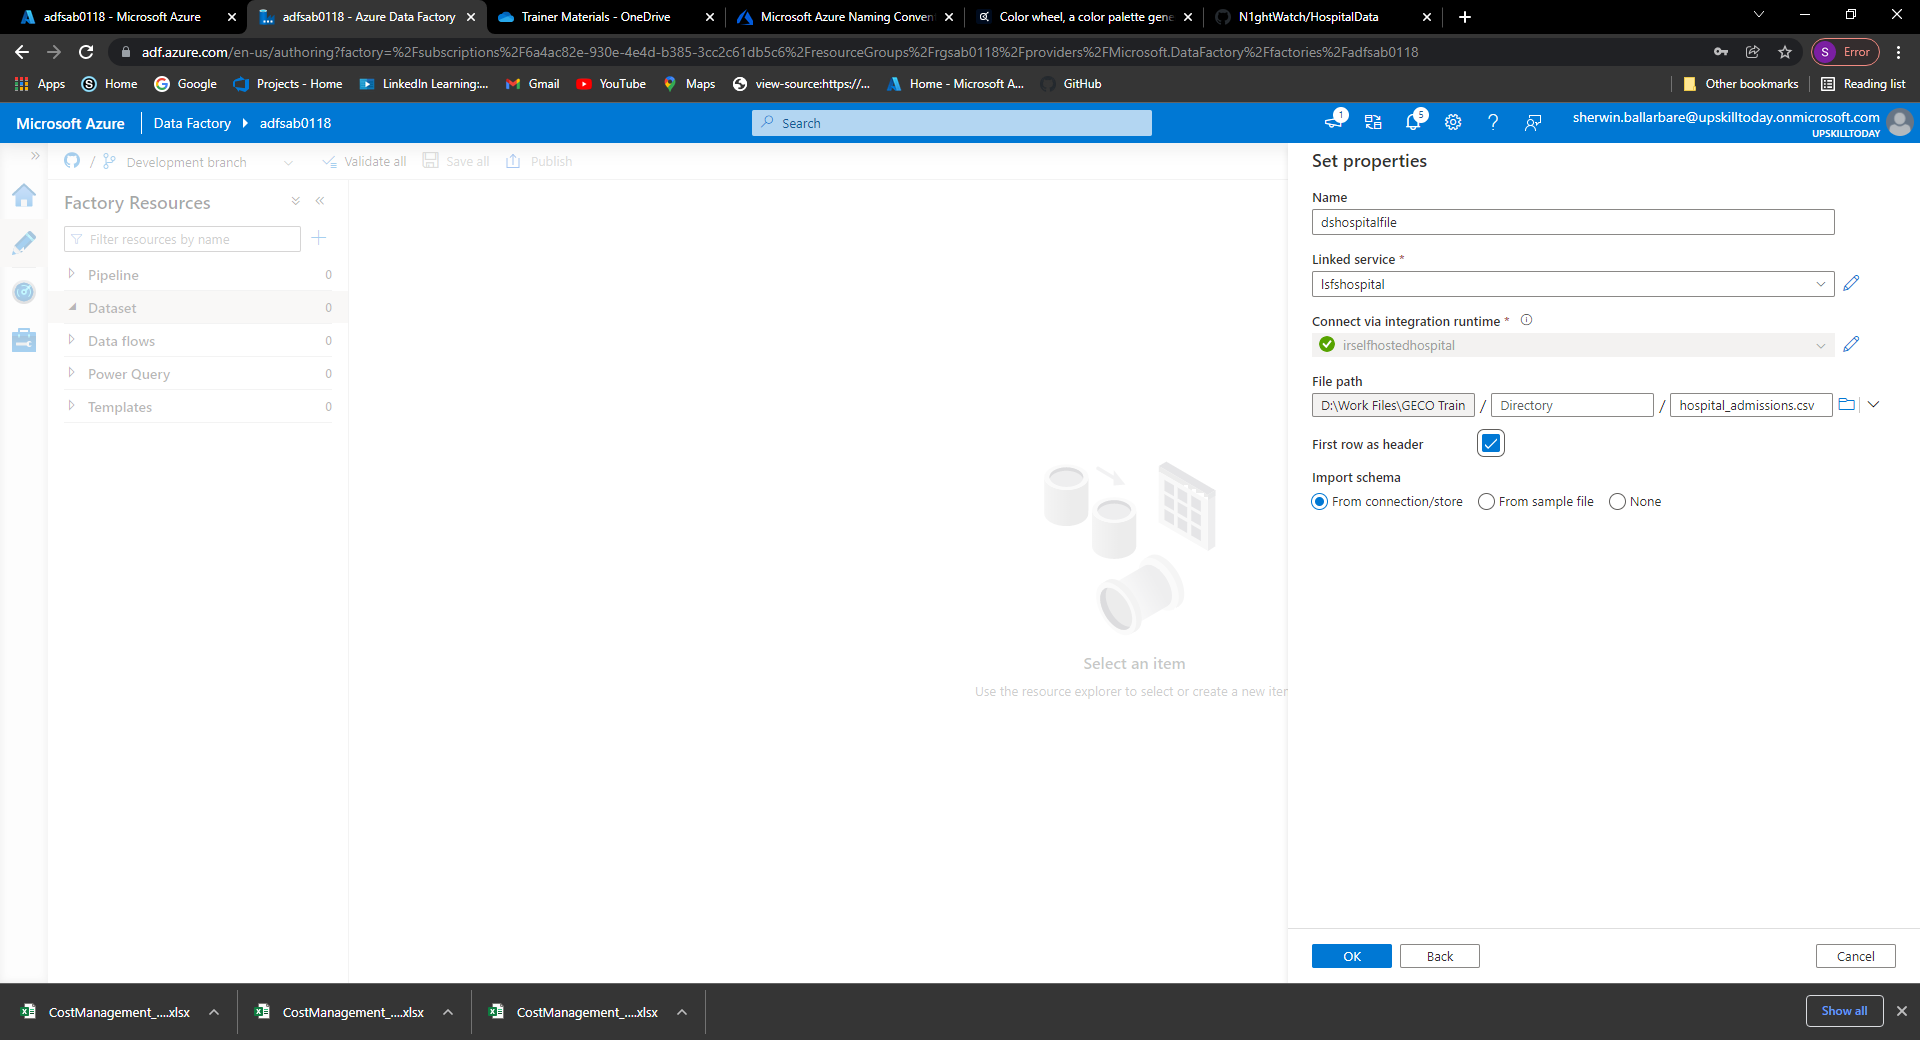 adfsab0118 - Microsoft Azure
adfsab0118 - Azure Data Factory
Trainer Materials - OneDrive
Microsoft Azure Naming Conven
Color wheel, a color palette gene
N1ghtWatch/HospitalData
adf.azure.com/en-us/authoring?factory=%2Fsubscriptions%2F6a4ac82e-930e-4e4d-b385-3cc2c61db5c6%2FresourceGroups%2Frgsab0118%2Fproviders%2FMicrosoft.DataFactory%2Ffactories%2Fadfsab0118
S Error
Apps
Home
Google
Projects - Home
LinkedIn Learning:...
Gmail
YouTube
Maps
view-source:https://...
Home - Microsoft A...
GitHub
Other bookmarks
Reading list
Microsoft Azure
Data Factory
adfsab0118
Search
1
5
sherwin.ballarbare@upskilltoday.onmicrosoft.com
UPSKILLTODAY
/
Development branch
Validate all
Save all
Publish
Factory Resources
Filter resources by name
Pipeline 0
Dataset 0
Data flows 0
Power Query 0
Templates 0
Select an item
Use the resource explorer to select or create a new iter
Set properties
Name
dshospitalfile
Linked service *
lsfshospital
Connect via integration runtime *
irselfhostedhospital
File path
D:\Work Files\GECO Train / Directory / hospital_admissions.csv
First row as header
Import schema
From connection/store
From sample file
None
OK
Back
Cancel
CostManagement_....xlsx
CostManagement_....xlsx
CostManagement_....xlsx
Show all